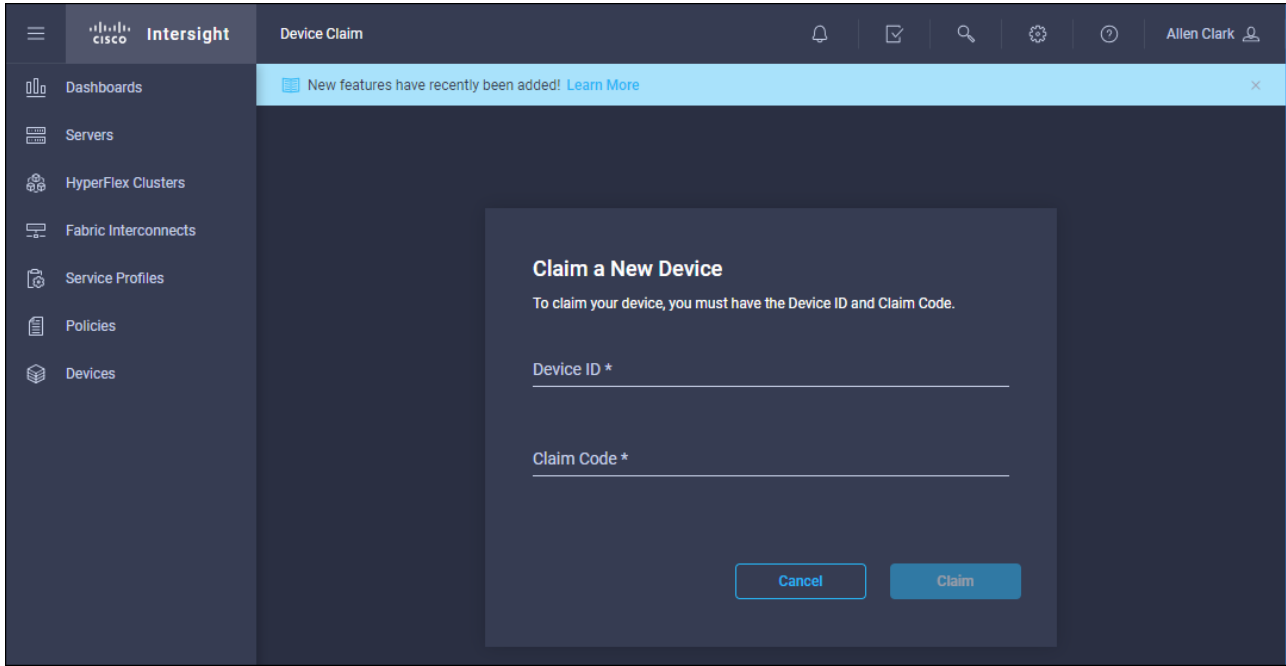 cisco Intersight
Device Claim
Allen Clark
New features have recently been added! Learn More
Dashboards
Servers
HyperFlex Clusters
Fabric Interconnects
Service Profiles
Policies
Devices
Claim a New Device
To claim your device, you must have the Device ID and Claim Code.
Device ID *
Claim Code *
Cancel
Claim